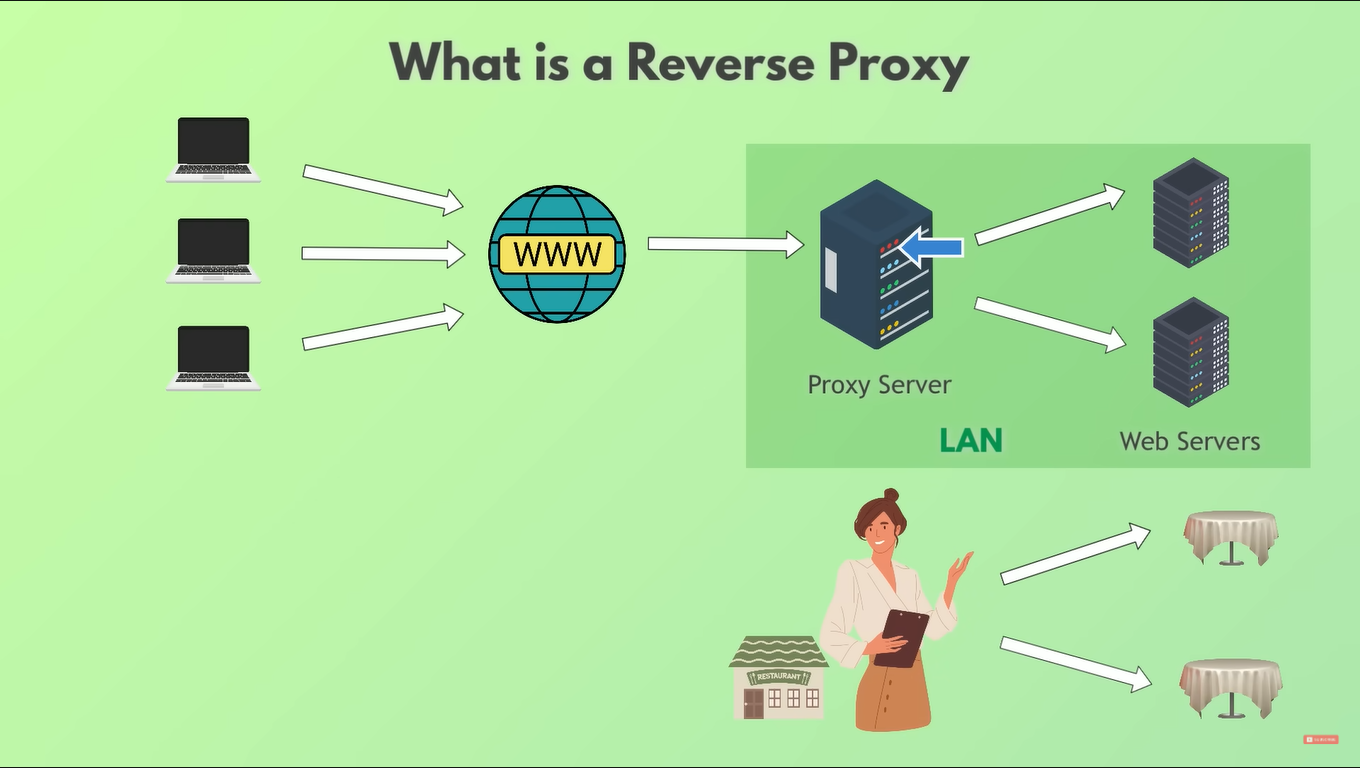 What is a Reverse Proxy
WWW
Proxy Server
LAN
Web Servers
RESTAURANT